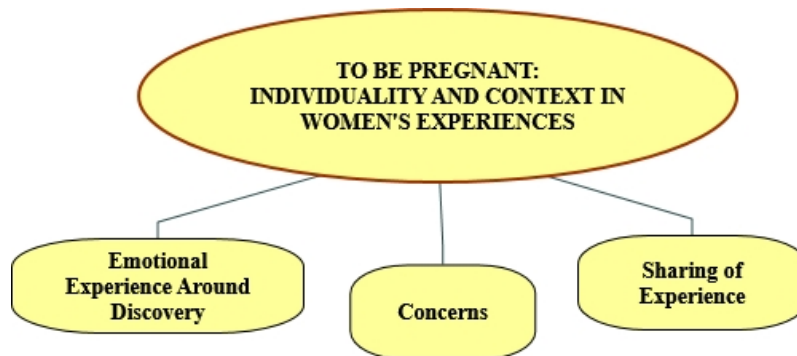 TO BE PREGNANT:
INDIVIDUALITY AND CONTEXT IN
WOMEN'S EXPERIENCES
Emotional
Experience Around
Discovery
Concerns
Sharing of
Experience